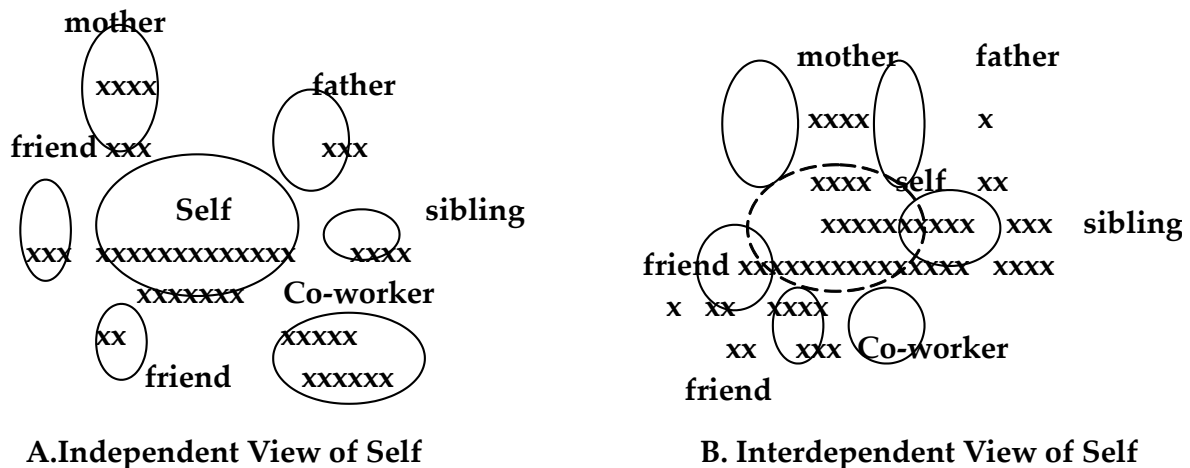 mother
xxxx
father
friend xxx xxx
Self sibling
xxx xxxxxxxxxxxxx xxxx
xxxxxxx Co-worker
xx xxxxx
friend xxxxxx
A.Independent View of Self
mother father
xxxx x
xxxx self xx
xxxxxxxxxx xxx sibling
friend xxxxxxxxxxxxxxx xxxx
x xx xxxx
xx xxx Co-worker
friend
B. Interdependent View of Self